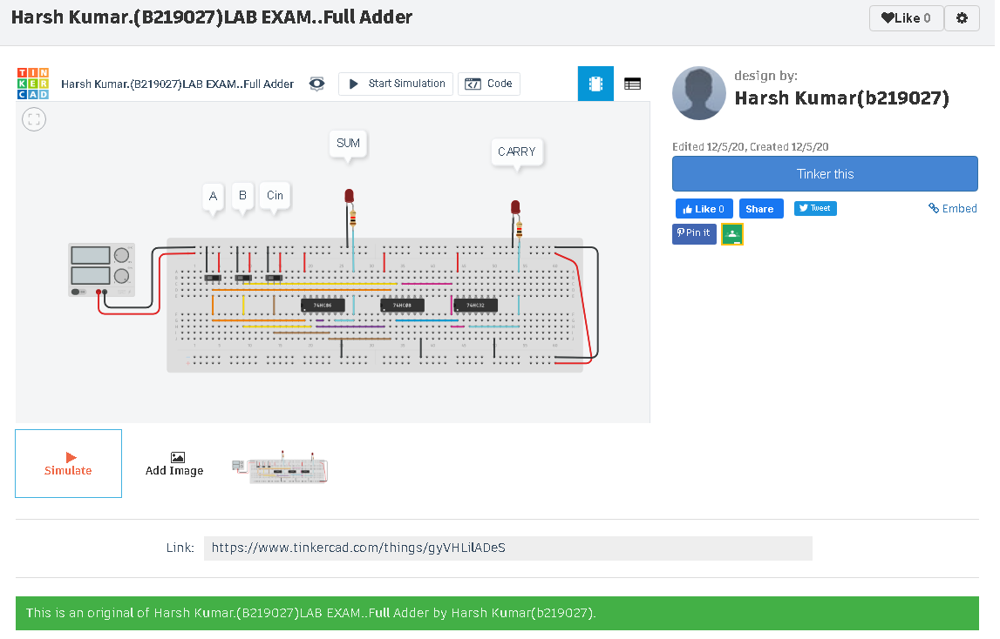 Harsh Kumar.(B219027)LAB EXAM..Full Adder
Like 0
TIN
KER
CAD
Harsh Kumar.(B219027)LAB EXAM..Full Adder
Start Simulation
Code
design by:
Harsh Kumar(b219027)
Edited 12/5/20, Created 12/5/20
Tinker this
Like 0
Share
Tweet
Embed
Pin it
SUM
CARRY
A
B
Cin
74HC86
74HC08
74HC32
Simulate
Add Image
Link:
https://www.tinkercad.com/things/gyVHLilADeS
This is an original of Harsh Kumar.(B219027)LAB EXAM..Full Adder by Harsh Kumar(b219027).